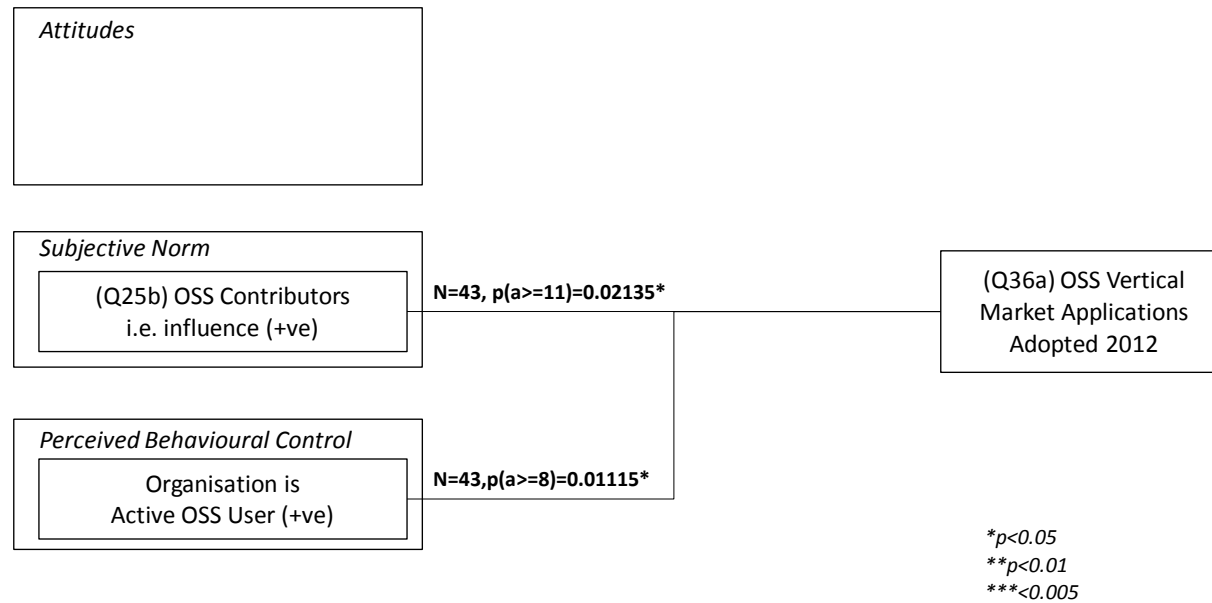 Attitudes
Subjective Norm
(Q25b) OSS Contributors
i.e. influence (+ve)
N=43, p(a>=11)=0.02135*
(Q36a) OSS Vertical
Market Applications
Adopted 2012
Perceived Behavioural Control
Organisation is
Active OSS User (+ve)
N=43,p(a>=8)=0.01115*
*p<0.05
**p<0.01
***<0.005